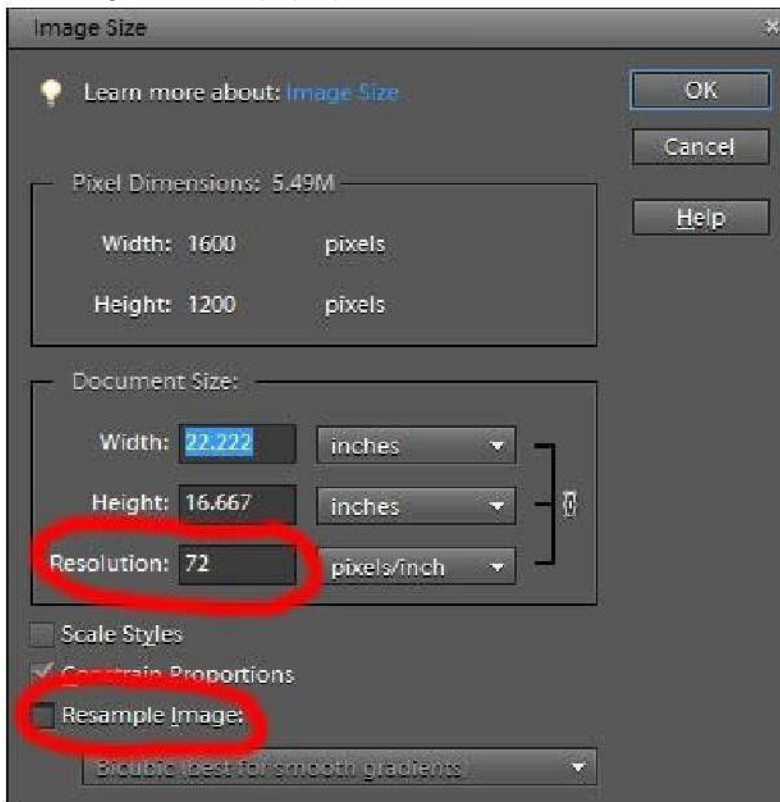 Image Size
Learn more about: Image Size
OK
Cancel
Help
Pixel Dimensions: 5.49M
Width: 1600 pixels
Height: 1200 pixels
Document Size:
Width: 22.222 inches
Height: 16.667 inches
Resolution: 72 pixels/inch
Scale Styles
Constrain Proportions
Resample Image:
Bicubic (best for smooth gradients)